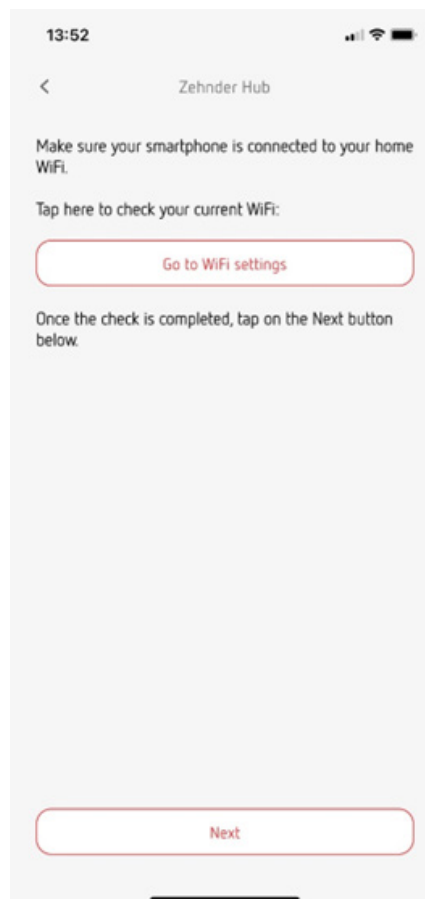 13:52
Zehnder Hub
Make sure your smartphone is connected to your home
WiFi.
Tap here to check your current WiFi:
Go to WiFi settings
Once the check is completed, tap on the Next button
below.
Next